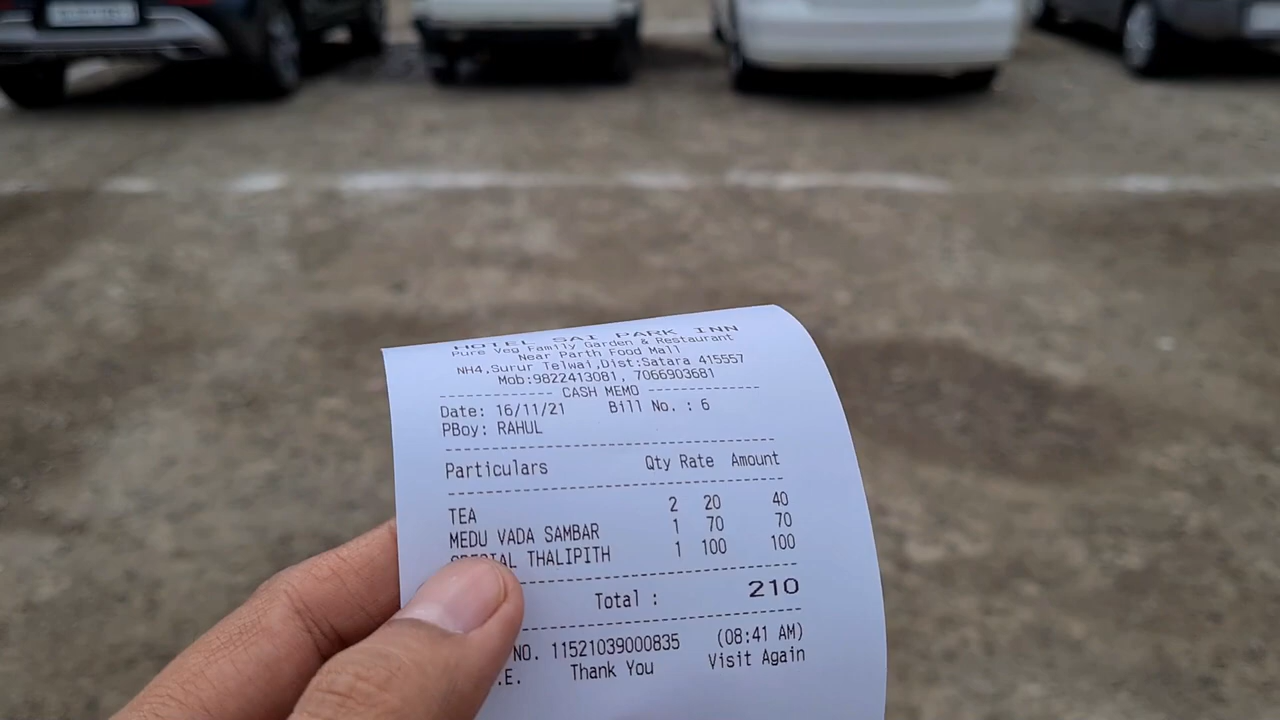 HOTEL SAI PARK INN
Pure Veg Family Garden & Restaurant
Near Parth Food Mall
NH4,Surur Telwai,Dist:Satara 415557
Mob:9822413081, 7066903681
------------ CASH MEMO ------------
Date: 16/11/21 Bill No. : 6
PBoy: RAHUL
Particulars Qty Rate Amount
TEA 2 20 40
MEDU VADA SAMBAR 1 70 70
SPECIAL THALIPITH 1 100 100
Total : 210
NO. 11521039000835 (08:41 AM)
.E. Thank You Visit Again